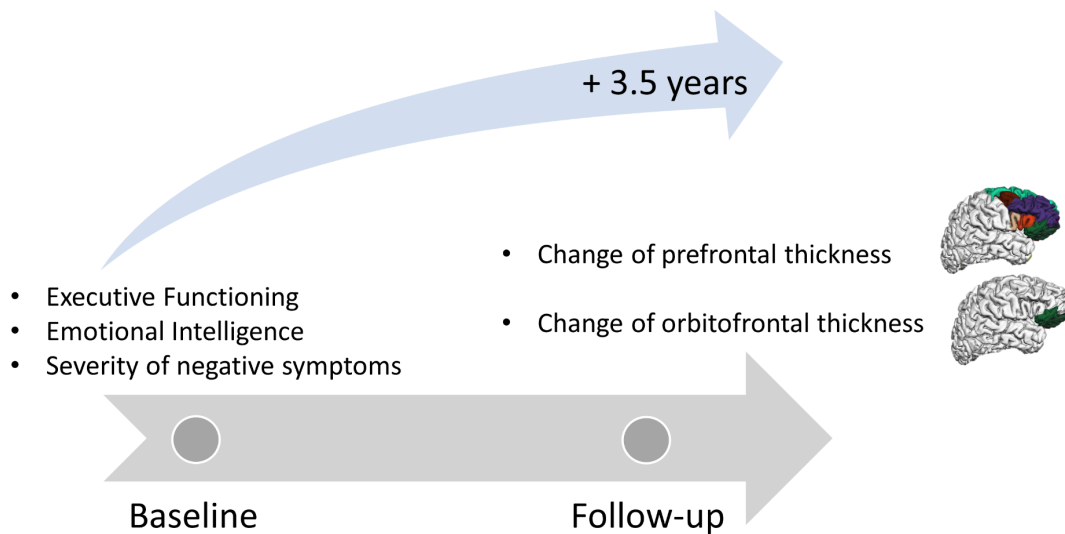 + 3.5 years
• Change of prefrontal thickness
• Executive Functioning
• Emotional Intelligence
• Change of orbitofrontal thickness
• Severity of negative symptoms
Baseline
Follow-up